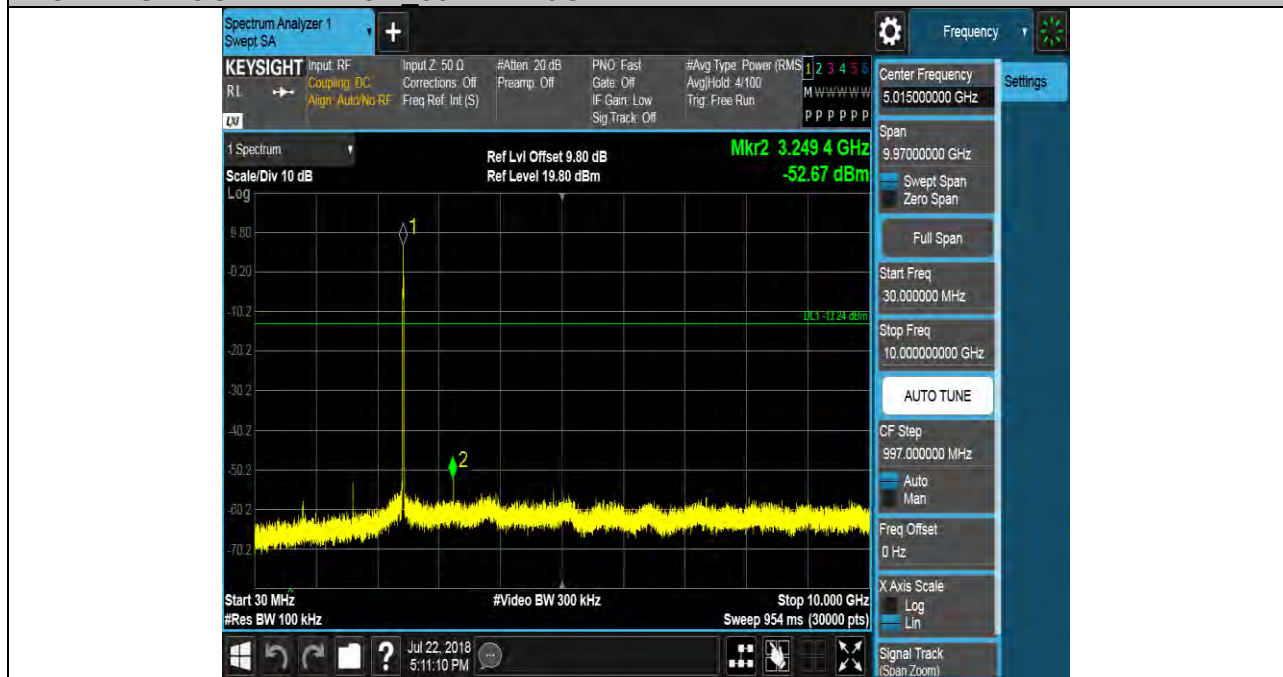 Spectrum Analyzer 1
Swept SA
+
Frequency
KEYSIGHT
RL
LXI
Input: RF
Coupling: DC
Align: Auto/No RF
Input Z: 50 Ω
Corrections: Off
Freq Ref: Int (S)
#Atten: 20 dB
Preamp: Off
PNO: Fast
Gate: Off
IF Gain: Low
Sig Track: Off
#Avg Type: Power (RMS
Avg|Hold: 4/100
Trig: Free Run
1 2 3 4 5 6
M W W W W W
P P P P P P
Center Frequency
5.015000000 GHz
Settings
Span
9.97000000 GHz
Swept Span
Zero Span
Full Span
Start Freq
30.000000 MHz
Stop Freq
10.000000000 GHz
AUTO TUNE
CF Step
997.000000 MHz
Auto
Man
Freq Offset
0 Hz
X Axis Scale
Log
Lin
Signal Track
(Span Zoom)
1 Spectrum
Scale/Div 10 dB
Log
Ref Lvl Offset 9.80 dB
Ref Level 19.80 dBm
Mkr2 3.249 4 GHz
-52.67 dBm
9.80
-0.20
-10.2
-20.2
-30.2
-40.2
-50.2
-60.2
-70.2
1
2
DL1 -13.24 dBm
Start 30 MHz
#Res BW 100 kHz
#Video BW 300 kHz
Stop 10.000 GHz
Sweep 954 ms (30000 pts)
?
Jul 22, 2018
5:11:10 PM